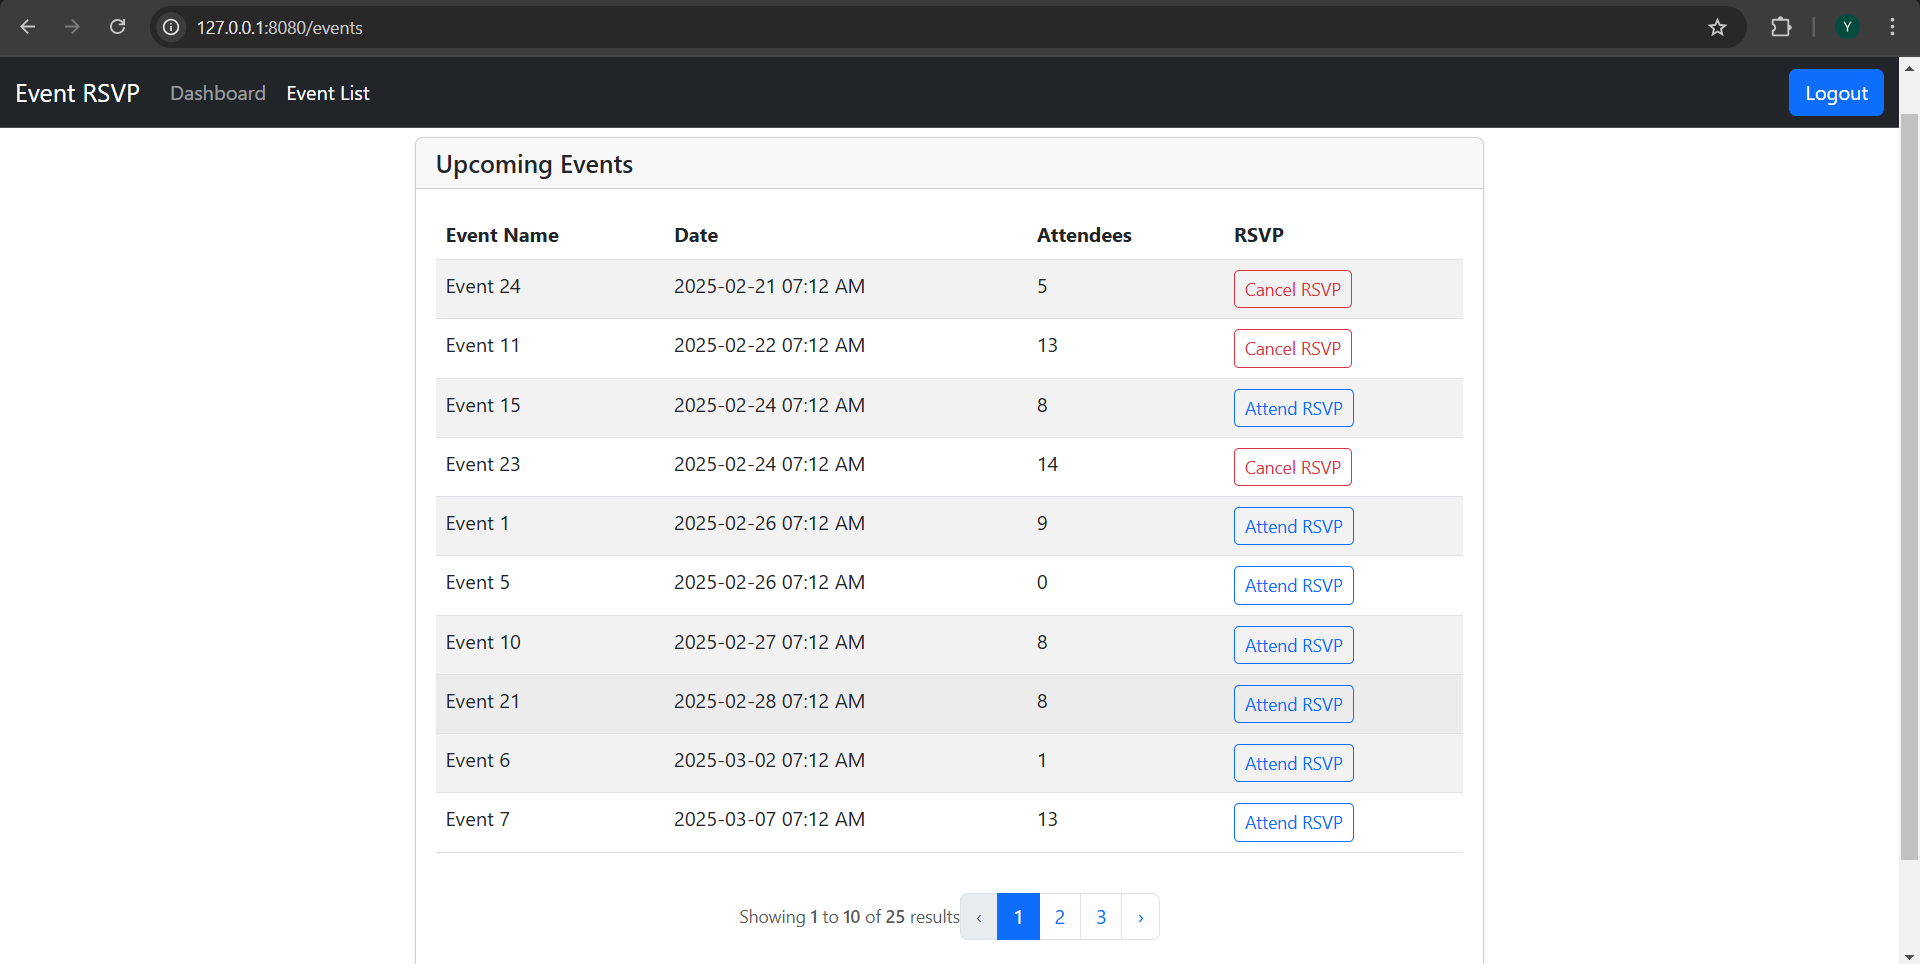 127.0.0.1:8080/events
Y
Event RSVP Dashboard Event List Logout
Upcoming Events
Event Name Date Attendees RSVP
Event 24 2025-02-21 07:12 AM 5 Cancel RSVP
Event 11 2025-02-22 07:12 AM 13 Cancel RSVP
Event 15 2025-02-24 07:12 AM 8 Attend RSVP
Event 23 2025-02-24 07:12 AM 14 Cancel RSVP
Event 1 2025-02-26 07:12 AM 9 Attend RSVP
Event 5 2025-02-26 07:12 AM 0 Attend RSVP
Event 10 2025-02-27 07:12 AM 8 Attend RSVP
Event 21 2025-02-28 07:12 AM 8 Attend RSVP
Event 6 2025-03-02 07:12 AM 1 Attend RSVP
Event 7 2025-03-07 07:12 AM 13 Attend RSVP
Showing 1 to 10 of 25 results ‹ 1 2 3 ›